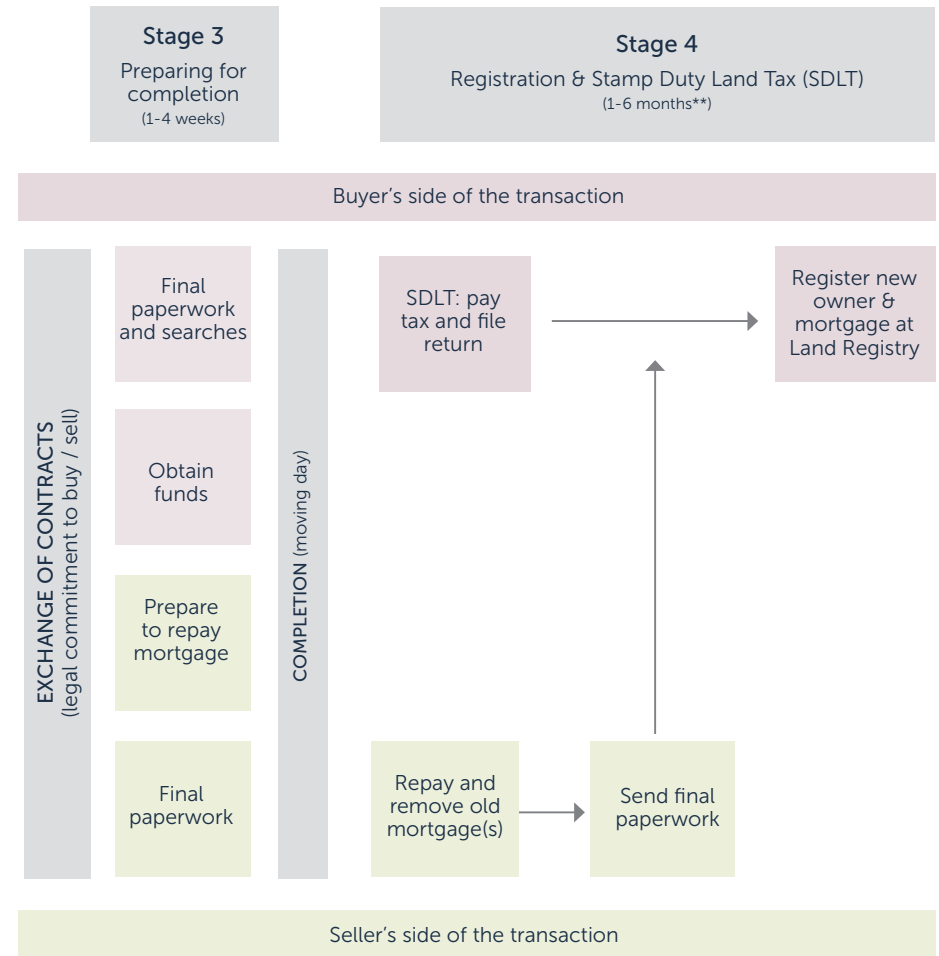 Stage 3
Preparing for
completion
(1-4 weeks)
Stage 4
Registration & Stamp Duty Land Tax (SDLT)
(1-6 months**)
Buyer's side of the transaction
EXCHANGE OF CONTRACTS
(legal commitment to buy / sell)
Final
paperwork
and searches
Obtain
funds
Prepare
to repay
mortgage
Final
paperwork
COMPLETION (moving day)
SDLT: pay
tax and file
return
Register new
owner &
mortgage at
Land Registry
Repay and
remove old
mortgage(s)
Send final
paperwork
Seller's side of the transaction